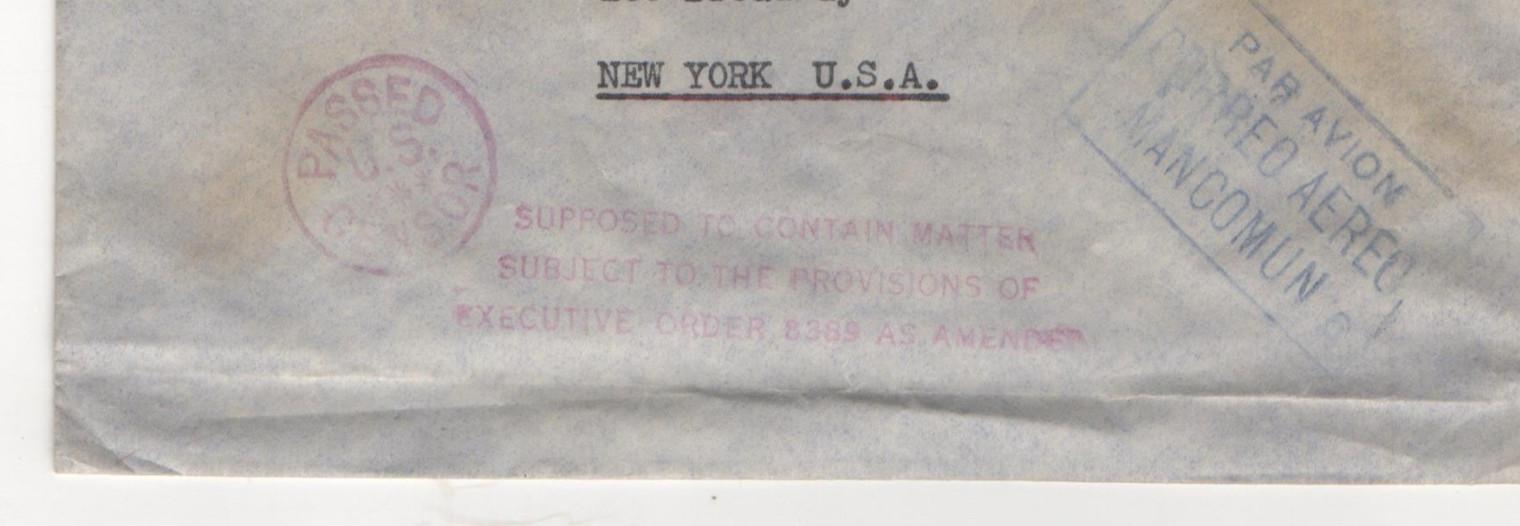 NEW YORK U.S.A.
PASSED
U.S.
CENSOR
SUPPOSED TO CONTAIN MATTER
SUBJECT TO THE PROVISIONS OF
EXECUTIVE ORDER 8389 AS AMENDED
PAR AVION
CORREO AEREO
MANCOMUN